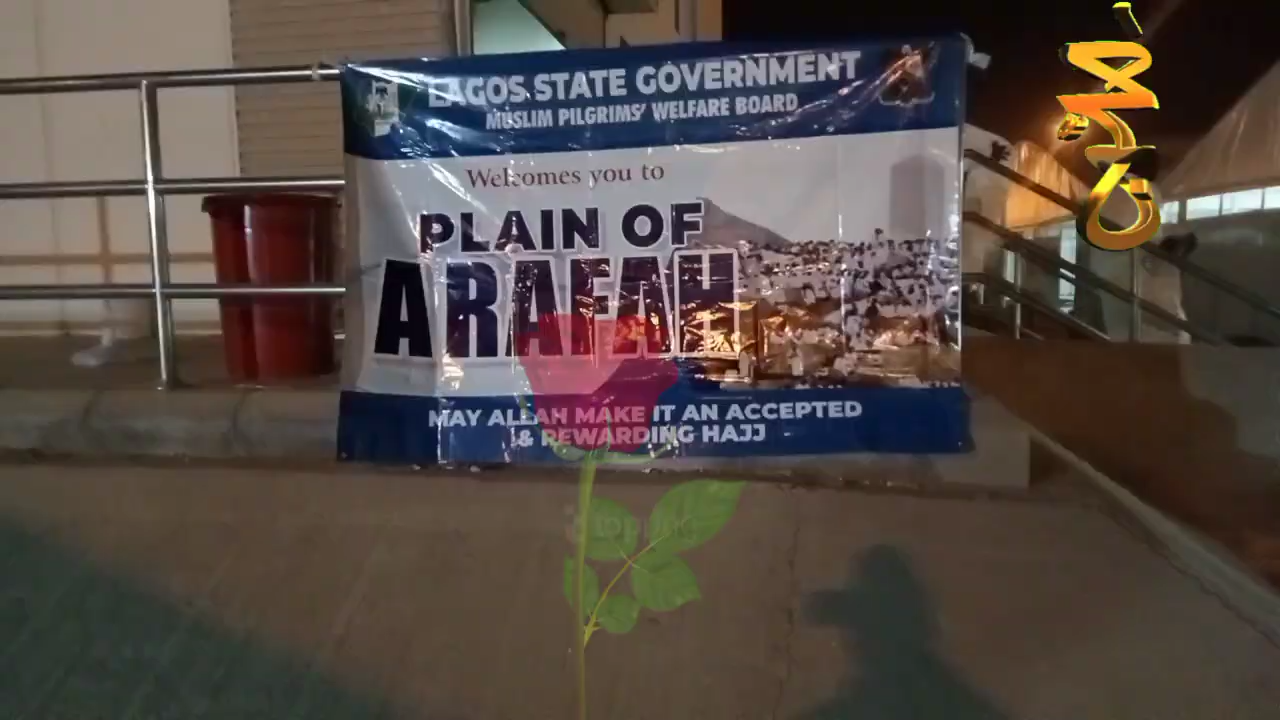 LAGOS STATE GOVERNMENT
MUSLIM PILGRIMS' WELFARE BOARD
Welcomes you to
PLAIN OF
ARAFAH
MAY ALLAH MAKE IT AN ACCEPTED
& REWARDING HAJJ